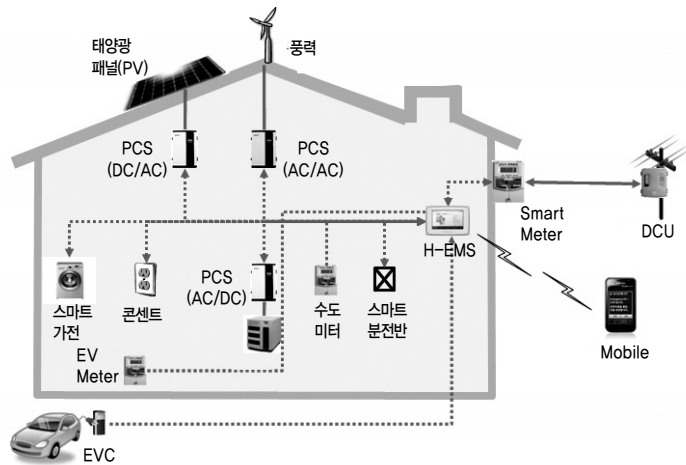 태양광
패널(PV)
풍력
PCS
(DC/AC)
PCS
(AC/AC)
Smart
Meter
DCU
H-EMS
스마트
가전
콘센트
PCS
(AC/DC)
수도
미터
스마트
분전반
Mobile
EV
Meter
EVC